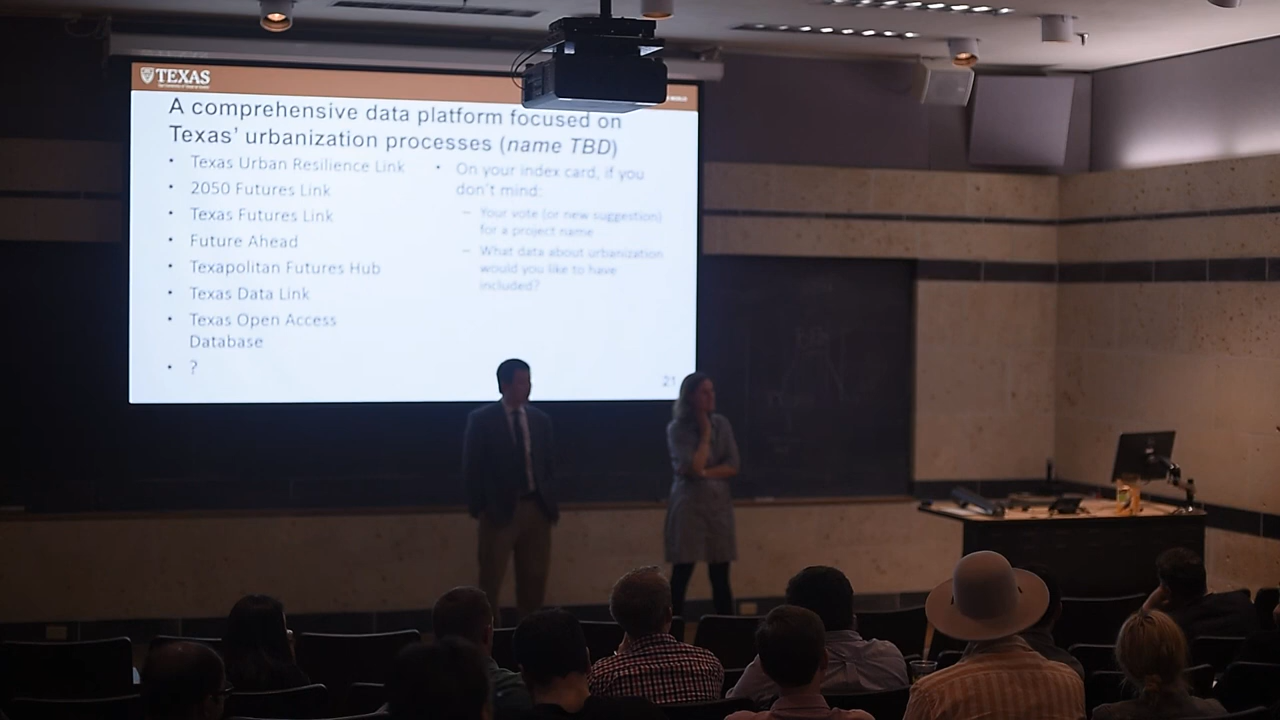 TEXAS
A comprehensive data platform focused on
Texas' urbanization processes (name TBD)
• Texas Urban Resilience Link
• 2050 Futures Link
• Texas Futures Link
• Future Ahead
• Texapolitan Futures Hub
• Texas Data Link
• Texas Open Access
Database
• ?
• On your index card, if you
don't mind:
– Your vote (or new suggestion)
for a project name
– What data about urbanization
would you like to have
included?
21